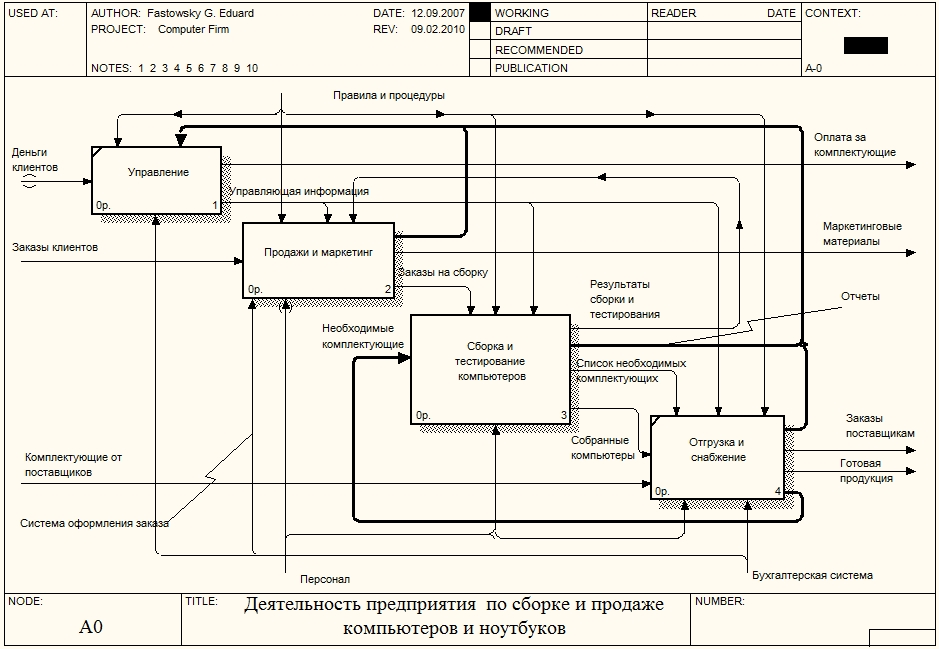 USED AT:
AUTHOR: Fastowsky G. Eduard
DATE: 12.09.2007
WORKING
READER
DATE
CONTEXT:
PROJECT: Computer Firm
REV: 09.02.2010
DRAFT
RECOMMENDED
NOTES: 1 2 3 4 5 6 7 8 9 10
PUBLICATION
A-0
Правила и процедуры
Деньги
клиентов
Управление
0р.
1
Оплата за
комплектующие
Управляющая информация
Заказы клиентов
Продажи и маркетинг
0р.
2
Маркетинговые
материалы
Заказы на сборку
Результаты
сборки и
тестирования
Отчеты
Необходимые
комплектующие
Сборка и
тестирование
компьютеров
0р.
3
Список необходимых
комплектующих
Собранные
компьютеры
Отгрузка и
снабжение
0р.
4
Заказы
поставщикам
Готовая
продукция
Комплектующие от
поставщиков
Система оформления заказа
Персонал
Бухгалтерская система
NODE:
TITLE:
NUMBER:
A0
Деятельность предприятия по сборке и продаже
компьютеров и ноутбуков